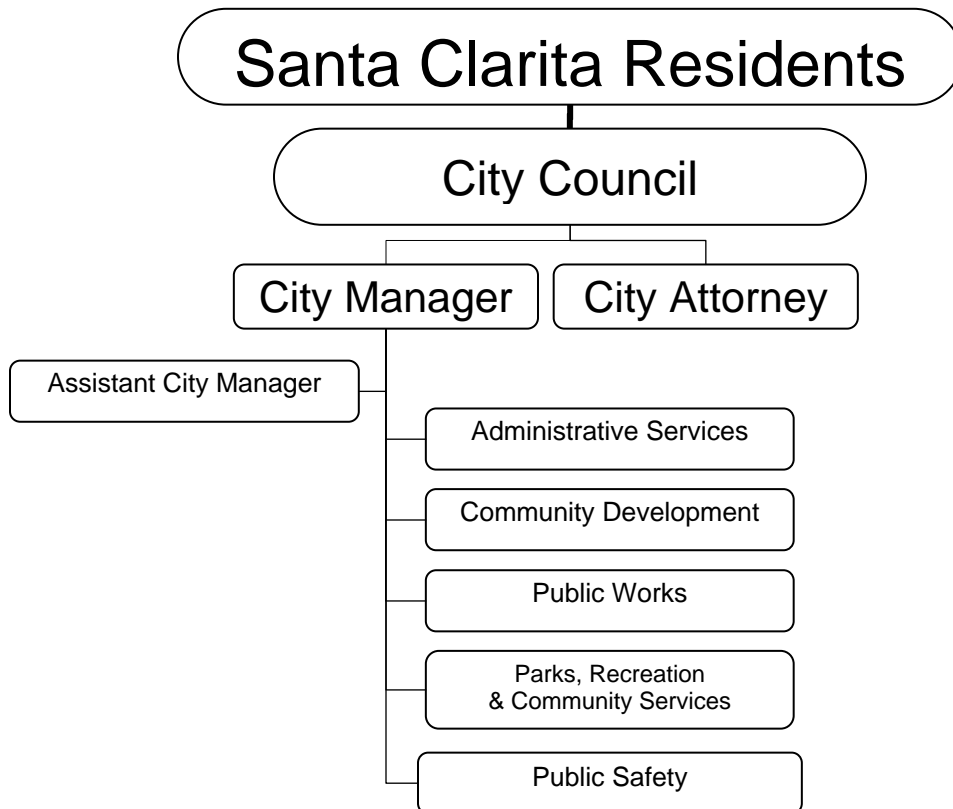 Santa Clarita Residents
City Council
City Manager
City Attorney
Assistant City Manager
Administrative Services
Community Development
Public Works
Parks, Recreation
& Community Services
Public Safety